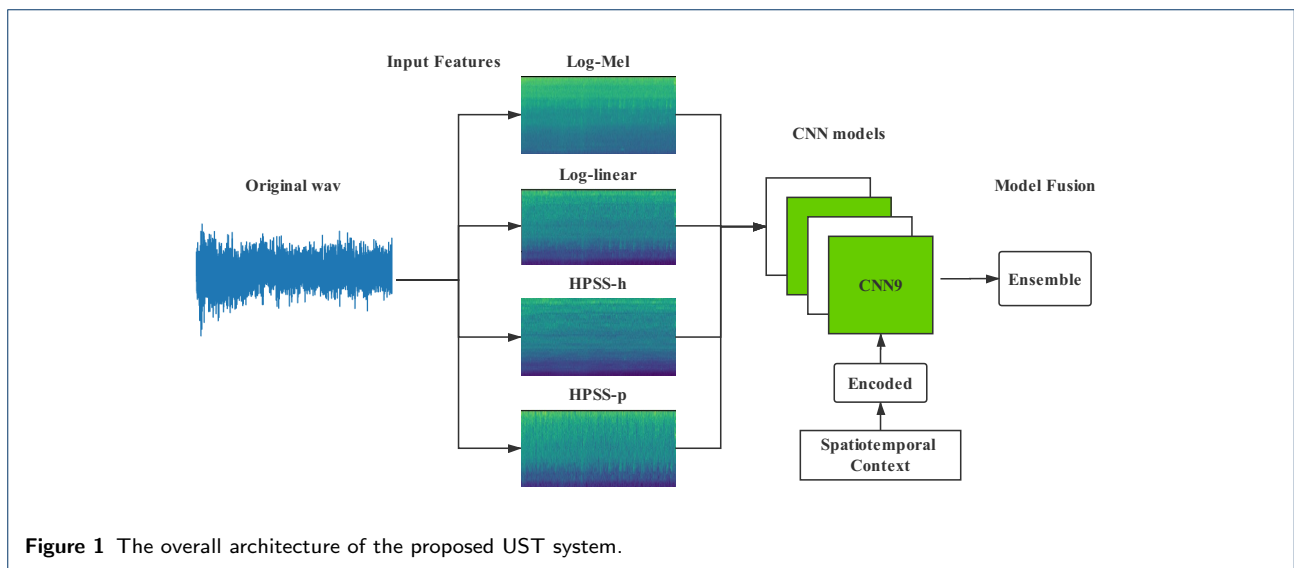 Input Features
Log-Mel
CNN models
Log-linear
Original wav
Model Fusion
HPSS-h
CNN9
Ensemble
Encoded
HPSS-p
Spatiotemporal
Context
Figure 1 The overall architecture of the proposed UST system.